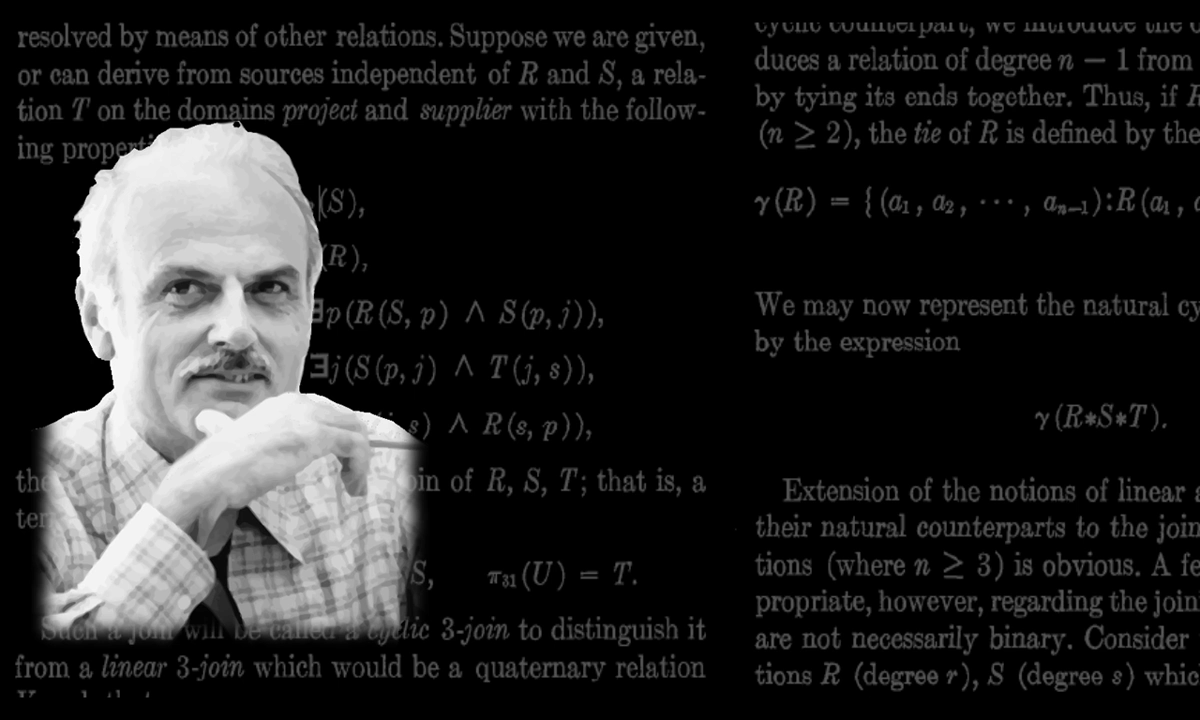 resolved by means of other relations. Suppose we are given,
or can derive from sources independent of R and S, a rela-
tion T on the domains project and supplier with the follow-
ing propert
(S),
(R),
∃p(R(S, p) ∧ S(p, j)),
∃j(S(p, j) ∧ T(j, s)),
s) ∧ R(s, p)),
the oin of R, S, T; that is, a
ter
S, π₃₁(U) = T.
Such a join will be called a cyclic 3-join to distinguish it
from a linear 3-join which would be a quaternary relation
cyclic counterpart, we introduce the
duces a relation of degree n − 1 from
by tying its ends together. Thus, if R
(n ≥ 2), the tie of R is defined by the
γ(R) = {(a₁, a₂, ⋯, aₙ₋₁):R(a₁, a
We may now represent the natural cy
by the expression
γ(R*S*T).
Extension of the notions of linear a
their natural counterparts to the join
tions (where n ≥ 3) is obvious. A fe
propriate, however, regarding the join
are not necessarily binary. Consider
tions R (degree r), S (degree s) whic